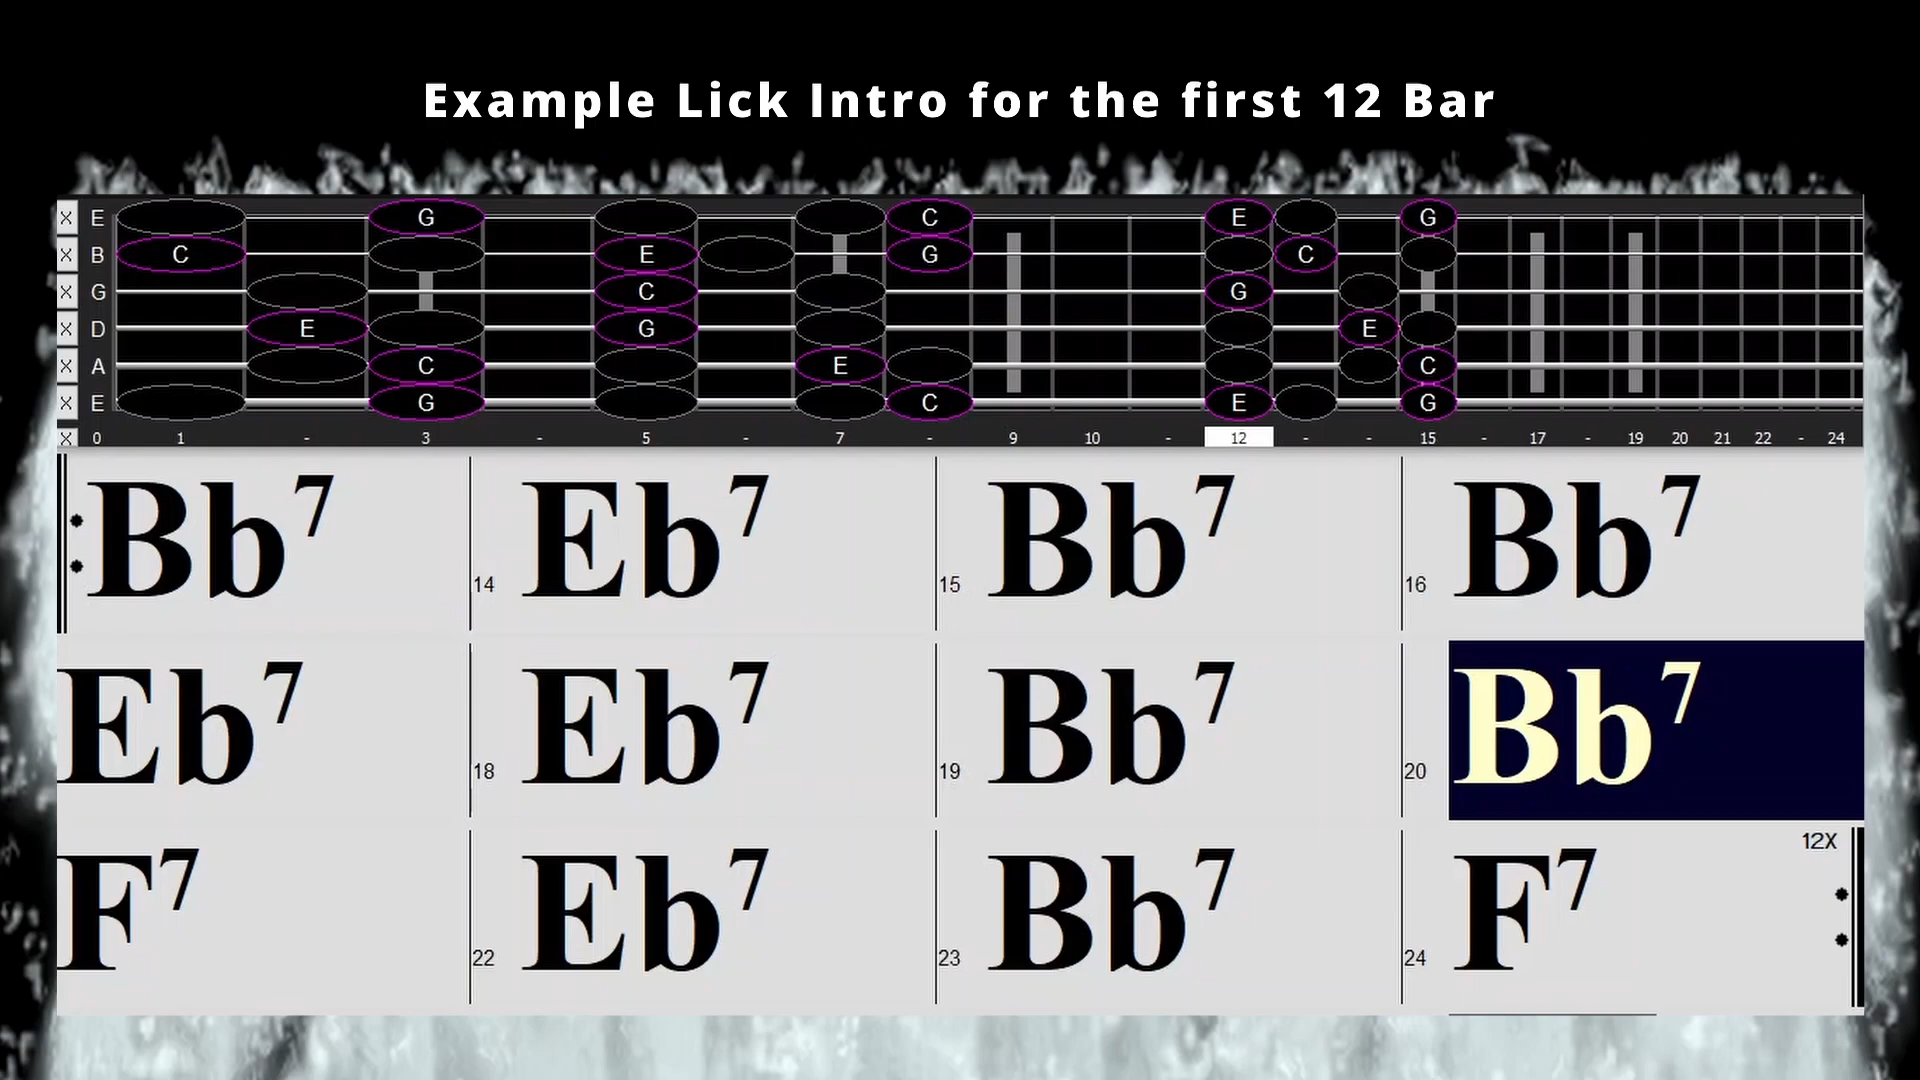 Example Lick Intro for the first 12 Bar
X E G C E G
X B C E G C
X G C G
X D E G E
X A C E C
X E G C E G
X 0 1 - 3 - 5 - 7 - 9 10 - 12 - - 15 - 17 - 19 20 21 22 - 24
Bb7 14 Eb7 15 Bb7 16 Bb7
Eb7 18 Eb7 19 Bb7 20 Bb7
12X
F7 22 Eb7 23 Bb7 24 F7